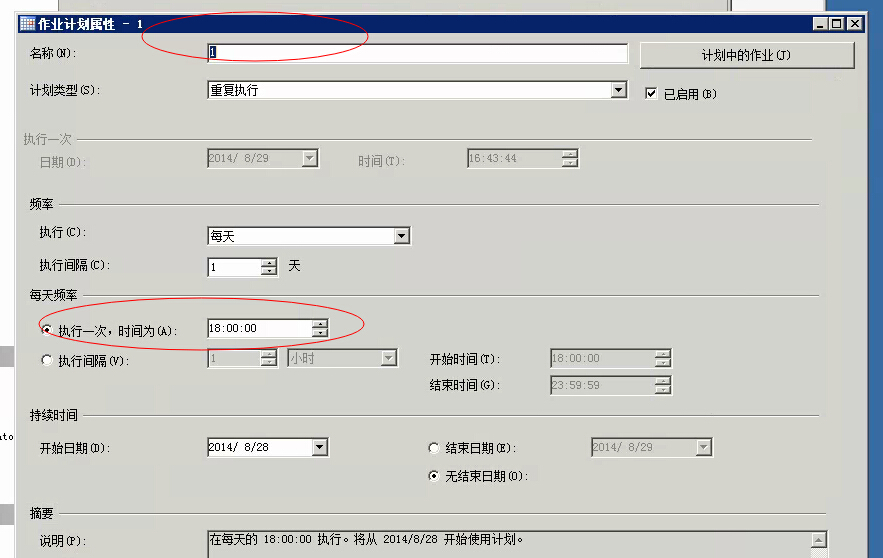 作业计划属性 - 1
名称(N):
1
计划中的作业(J)
计划类型(S):
重复执行
已启用(B)
执行一次
日期(D):
2014/ 8/29
时间(T):
16:43:44
频率
执行(C):
每天
执行间隔(C):
1
天
每天频率
执行一次，时间为(A):
18:00:00
执行间隔(V):
1
小时
开始时间(T):
18:00:00
结束时间(G):
23:59:59
持续时间
开始日期(D):
2014/ 8/28
结束日期(E):
2014/ 8/29
无结束日期(O):
摘要
说明(P):
在每天的 18:00:00 执行。将从 2014/8/28 开始使用计划。